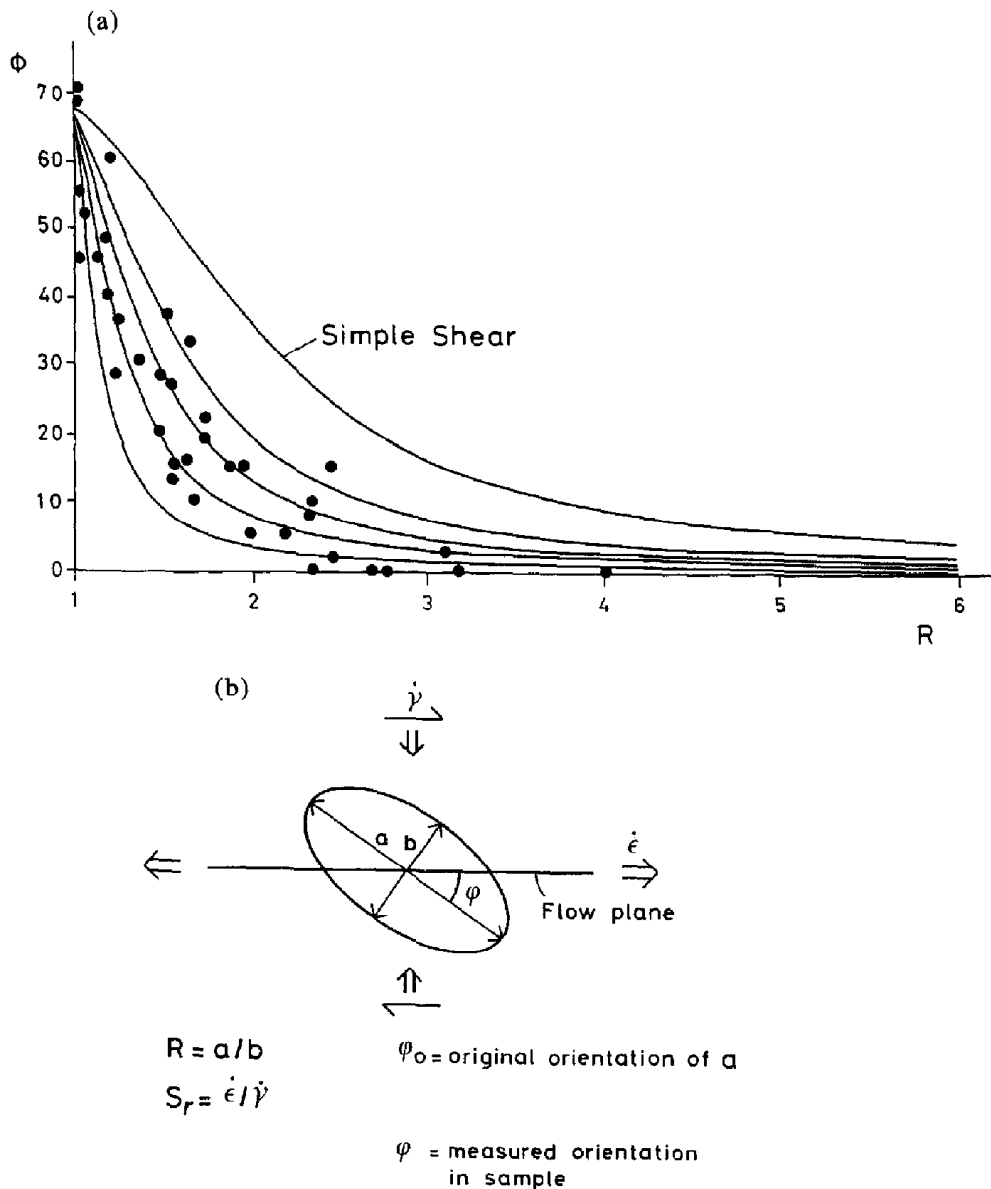 (a)
Φ
70
60
50
40
30
20
10
0
Simple Shear
1 2 3 4 5 6
R
(b)
γ̇
a b
ε̇
φ
Flow plane
R = a/b
φo = original orientation of a
Sr = ε̇/γ̇
φ = measured orientation
in sample